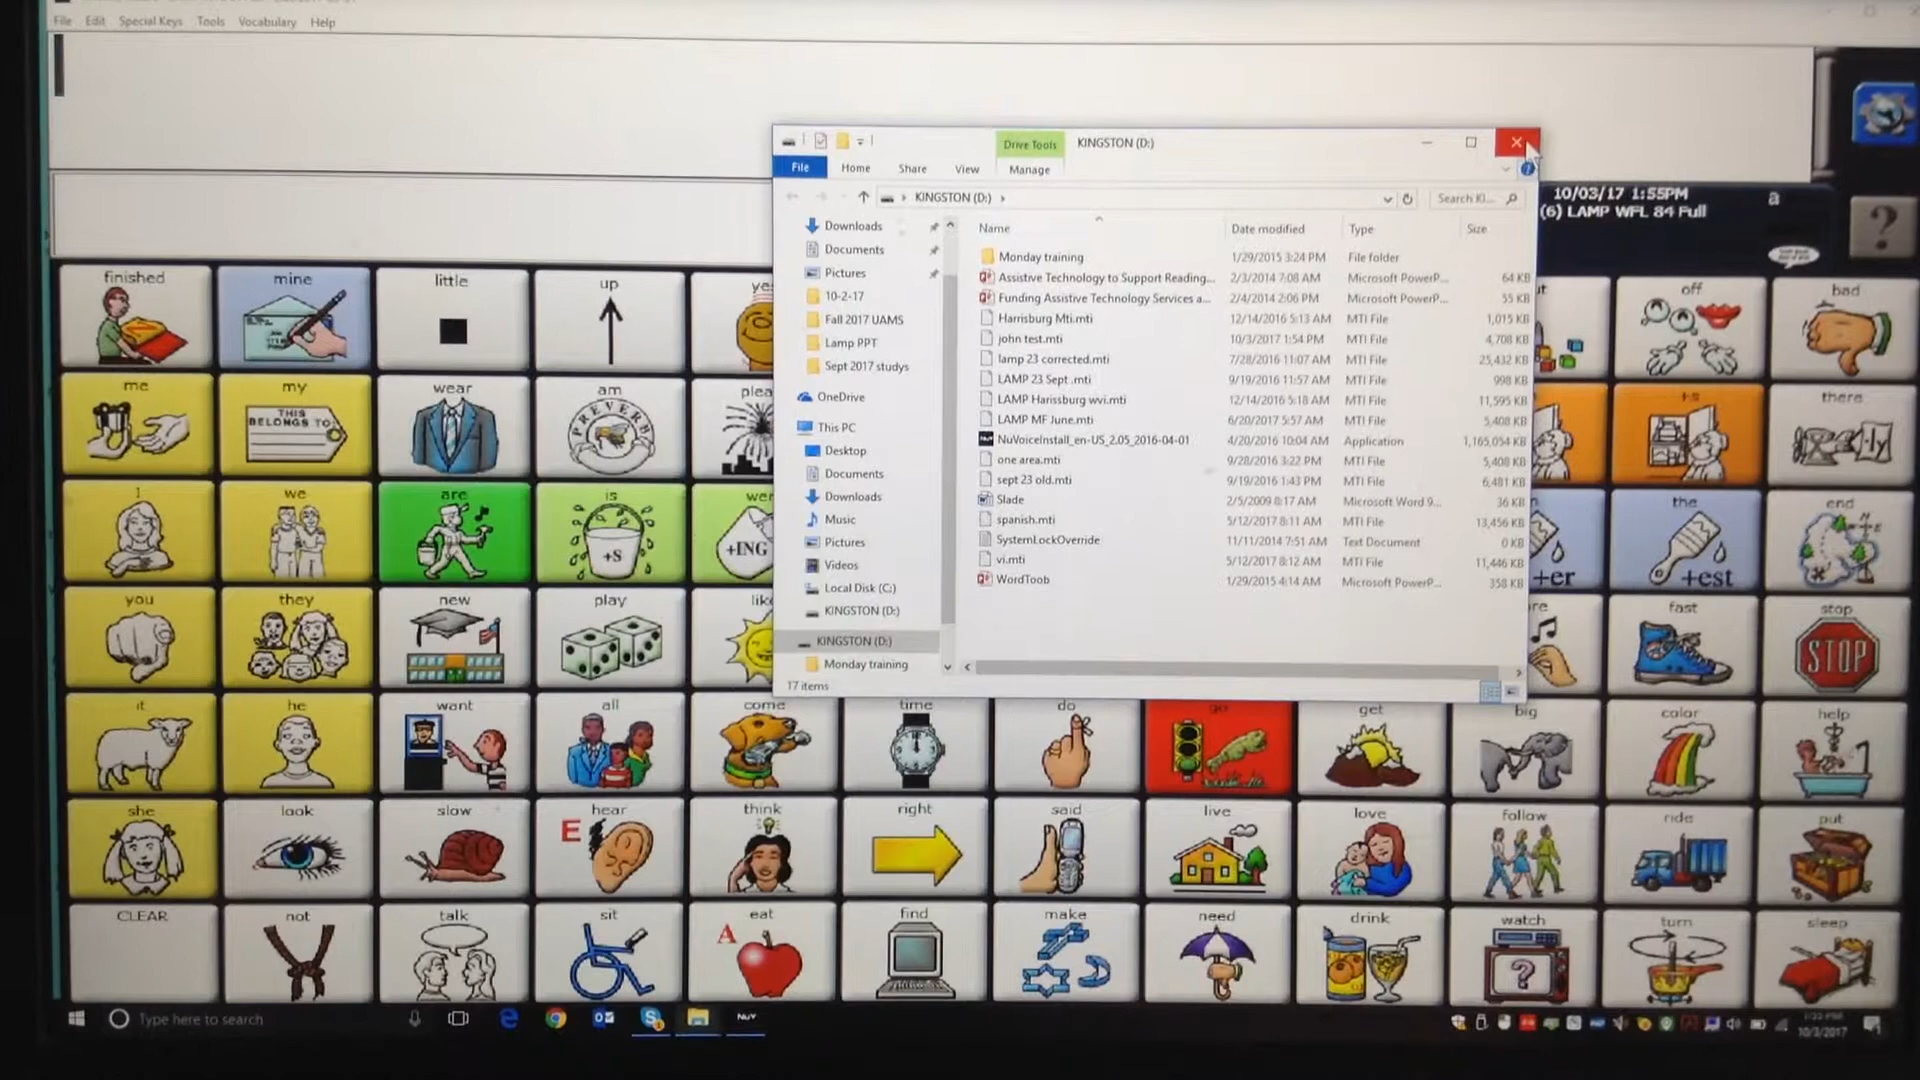 File Edit Special Keys Tools Vocabulary Help
Drive Tools KINGSTON (D:)
File Home Share View Manage
KINGSTON (D:)
Search KI...
10/03/17 1:55PM
(6) LAMP WFL 84 Full
a
?
Downloads
Documents
Pictures
10-2-17
Fall 2017 UAMS
Lamp PPT
Sept 2017 studys
OneDrive
This PC
Desktop
Documents
Downloads
Music
Pictures
Videos
Local Disk (C:)
KINGSTON (D:)
KINGSTON (D:)
Monday training
17 items
Name Date modified Type Size
Monday training 1/29/2015 3:24 PM File folder
Assistive Technology to Support Reading... 2/3/2014 7:08 AM Microsoft PowerP... 64 KB
Funding Assistive Technology Services a... 2/4/2014 2:06 PM Microsoft PowerP... 55 KB
Harrisburg Mti.mti 12/14/2016 5:13 AM MTI File 1,015 KB
john test.mti 10/3/2017 1:54 PM MTI File 4,708 KB
lamp 23 corrected.mti 7/28/2016 11:07 AM MTI File 25,432 KB
LAMP 23 Sept .mti 9/19/2016 11:57 AM MTI File 998 KB
LAMP Harissburg wvi.mti 12/14/2016 5:18 AM MTI File 11,595 KB
LAMP MF June.mti 6/20/2017 5:57 AM MTI File 5,408 KB
NuVoiceInstall_en-US_2.05_2016-04-01 4/20/2016 10:04 AM Application 1,165,054 KB
one area.mti 9/28/2016 3:22 PM MTI File 5,408 KB
sept 23 old.mti 9/19/2016 1:43 PM MTI File 6,481 KB
Slade 2/5/2009 8:17 AM Microsoft Word 9... 36 KB
spanish.mti 5/12/2017 8:11 AM MTI File 13,456 KB
SystemLockOverride 11/11/2014 7:51 AM Text Document 0 KB
vi.mti 5/12/2017 8:12 AM MTI File 11,446 KB
WordToob 1/29/2015 4:14 AM Microsoft PowerP... 358 KB
finished mine little up off bad
me my wear am there
THIS BELONGS TO:
PREVERB
-ly
I we are is the end
+S +ING +er +est
you they new play fast stop
STOP
it he want all come time do go get big color help
she look slow hear think right said live love follow ride put
E
CLEAR not talk sit eat find make need drink watch turn sleep
A
?
Type here to search
NuV
10/3/2017